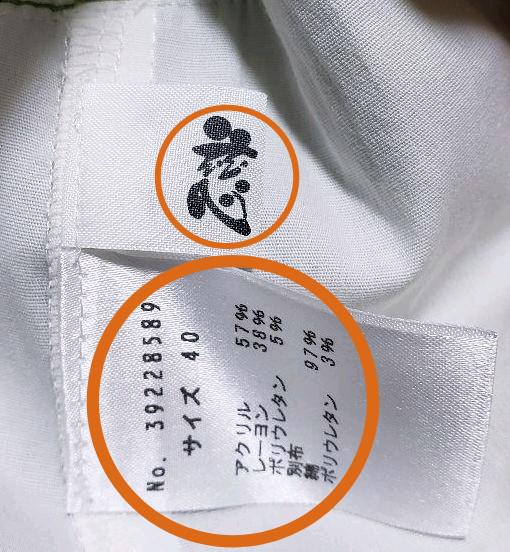 No. 39228589
サイズ 40
アクリル 57%
レーヨン 38%
ポリウレタン 5%
別布
綿 97%
ポリウレタン 3%